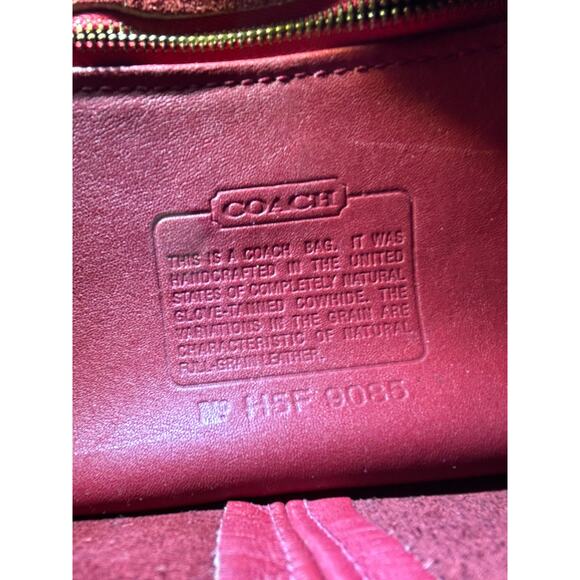 COACH
THIS IS A COACH BAG. IT WAS
HANDCRAFTED IN THE UNITED
STATES OF COMPLETELY NATURAL
GLOVE-TANNED COWHIDE. THE
VARIATIONS IN THE GRAIN ARE
CHARACTERISTIC OF NATURAL
FULL-GRAIN LEATHER.
H5F 9085